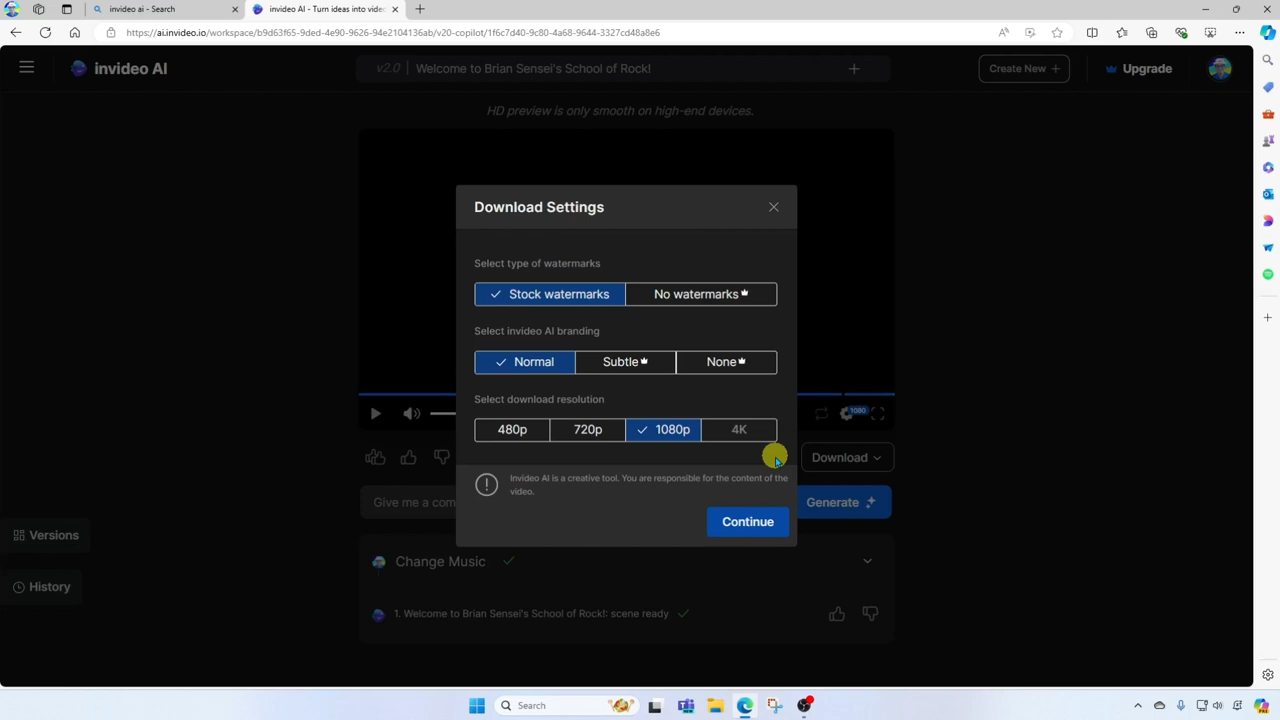 invideo ai - Search
invideo AI - Turn ideas into vide
https://ai.invideo.io/workspace/b9d63f65-9ded-4e90-9626-94e2104136ab/v20-copilot/1f6c7d40-9c80-4a68-9644-3327cd48a8e6
invideo AI
v2.0 | Welcome to Brian Sensei's School of Rock!
Create New +
Upgrade
HD preview is only smooth on high-end devices.
Download Settings
Select type of watermarks
Stock watermarks
No watermarks
Select invideo AI branding
Normal
Subtle
None
Select download resolution
480p
720p
1080p
4K
1080
Download
Invideo AI is a creative tool. You are responsible for the content of the
video.
Give me a com
Generate
Continue
Versions
Change Music
History
1. Welcome to Brian Sensei's School of Rock!: scene ready
Search